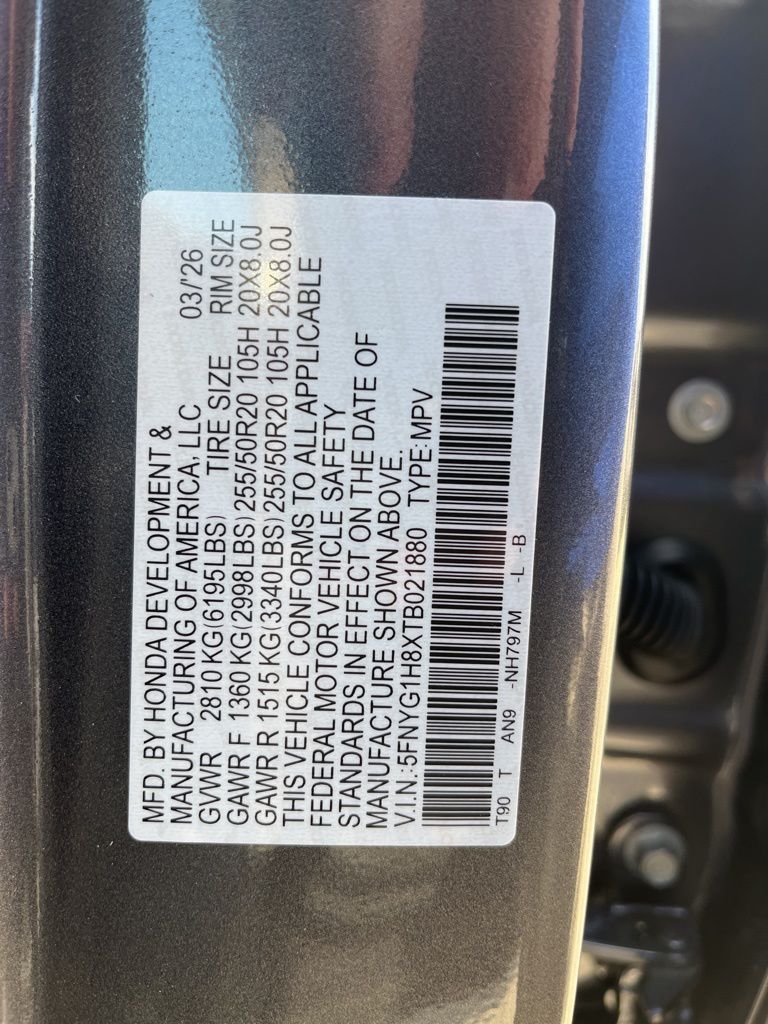 MFD. BY HONDA DEVELOPMENT &
MANUFACTURING OF AMERICA, LLC 03/'26
GVWR 2810 KG(6195LBS) TIRE SIZE RIM SIZE
GAWR F 1360 KG(2998LBS) 255/50R20 105H 20X8.0J
GAWR R 1515 KG(3340LBS) 255/50R20 105H 20X8.0J
THIS VEHICLE CONFORMS TO ALL APPLICABLE
FEDERAL MOTOR VEHICLE SAFETY
STANDARDS IN EFFECT ON THE DATE OF
MANUFACTURE SHOWN ABOVE.
V.I.N.:5FNYG1H8XTB021880 TYPE:MPV
T90 T AN9 -NH797M -L -B